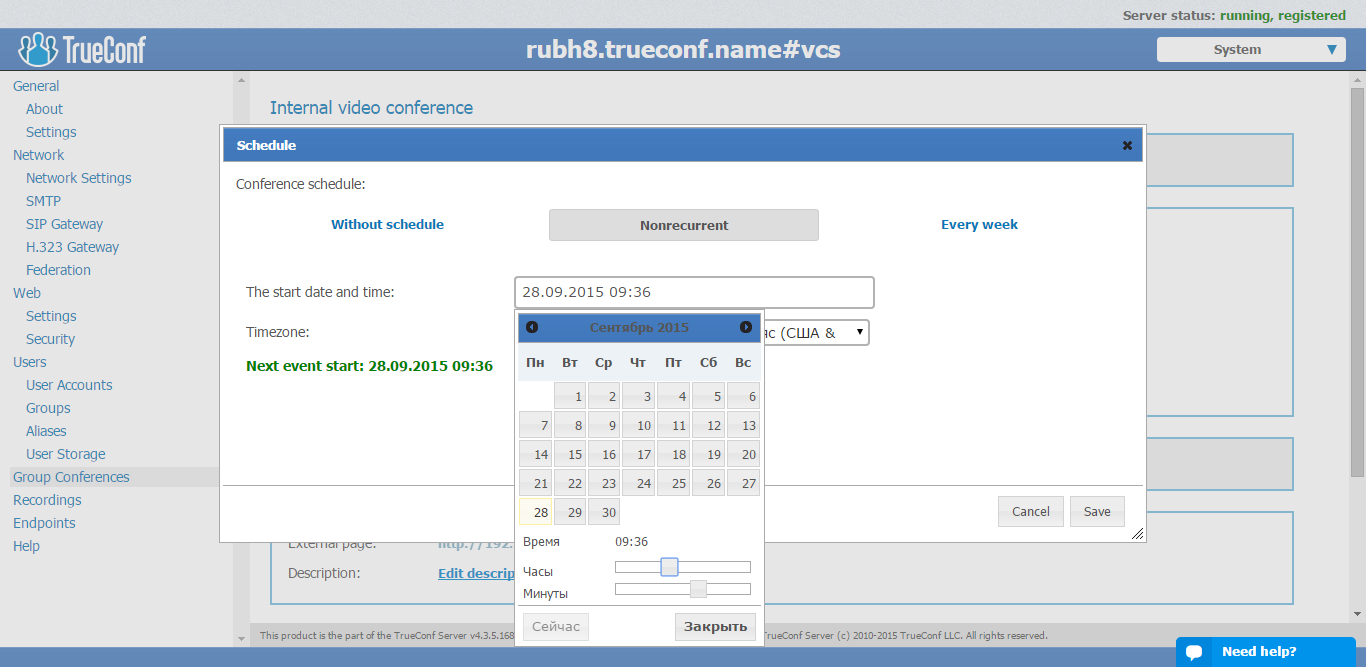 Server status: running, registered
TrueConf
rubh8.trueconf.name#vcs
System
General
About
Settings
Network
Network Settings
SMTP
SIP Gateway
H.323 Gateway
Federation
Web
Settings
Security
Users
User Accounts
Groups
Aliases
User Storage
Group Conferences
Recordings
Endpoints
Help
Internal video conference
Schedule
Conference schedule:
Without schedule Nonrecurrent Every week
The start date and time: 28.09.2015 09:36
Timezone: (США &
Next event start: 28.09.2015 09:36
Сентябрь 2015
Пн Вт Ср Чт Пт Сб Вс
1 2 3 4 5 6
7 8 9 10 11 12 13
14 15 16 17 18 19 20
21 22 23 24 25 26 27
28 29 30
Время 09:36
Часы
Минуты
Сейчас Закрыть
Cancel Save
External page: http://192.
Description: Edit descrip
This product is the part of the TrueConf Server v4.3.5.168 TrueConf Server (c) 2010-2015 TrueConf LLC. All rights reserved.
Need help?